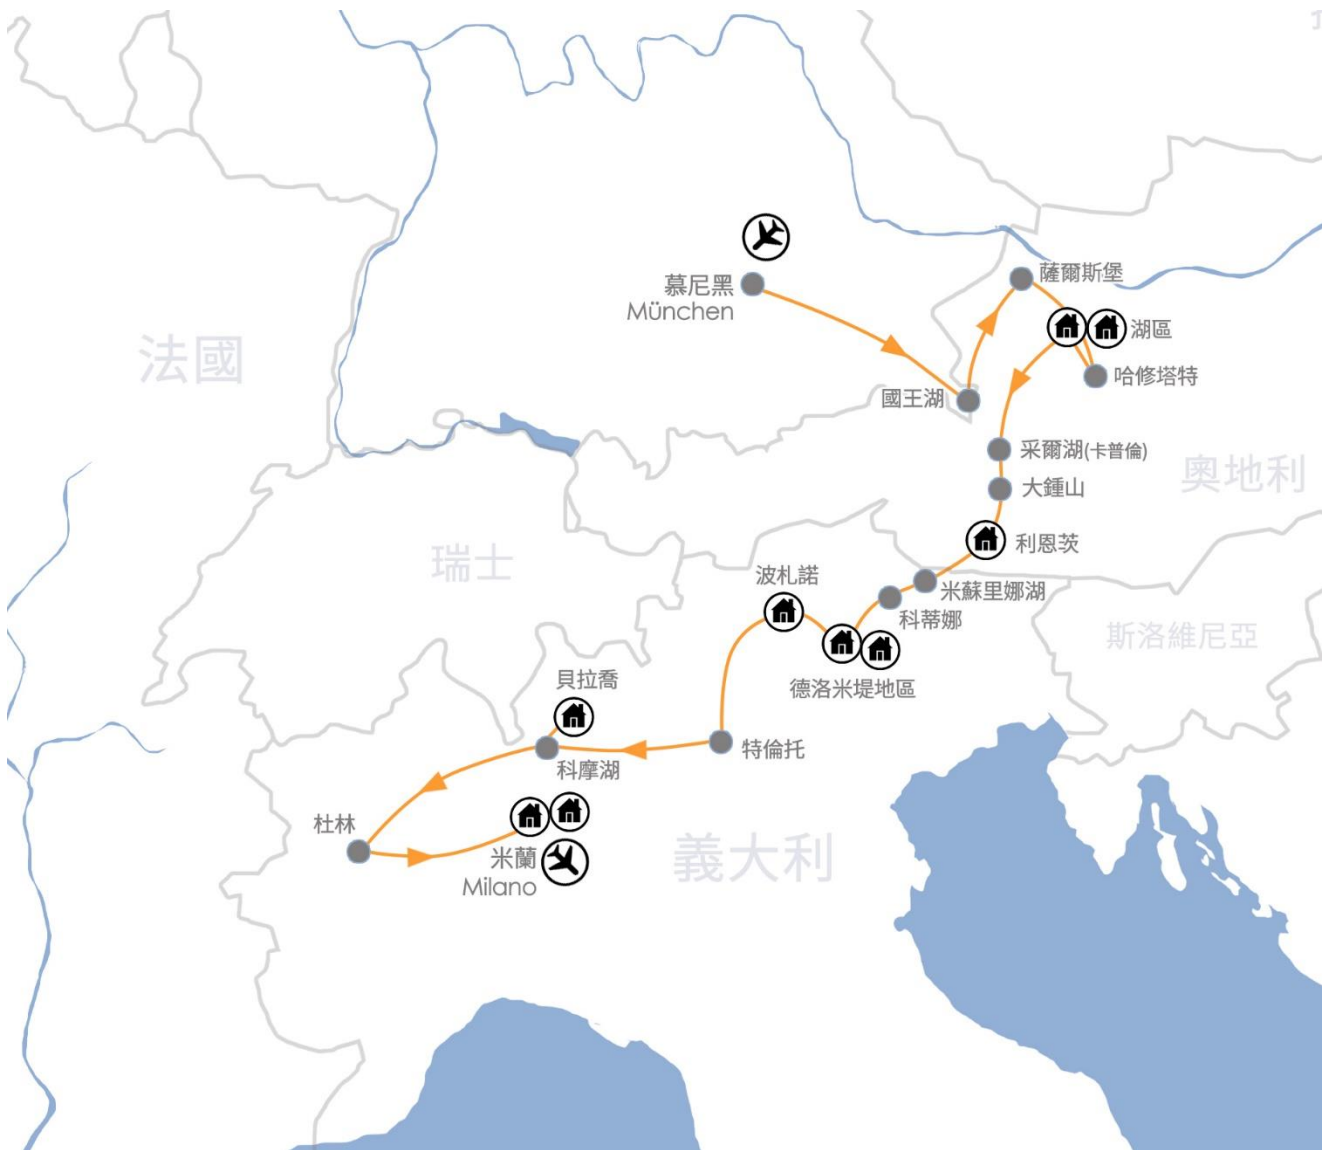 慕尼黑
München
薩爾斯堡
湖區
哈修塔特
國王湖
法國
采爾湖(卡普倫)
大鍾山
奧地利
利恩茨
瑞士
波札諾
米蘇里娜湖
科蒂娜
斯洛維尼亞
德洛米堤地區
貝拉喬
特倫托
科摩湖
杜林
義大利
米蘭
Milano